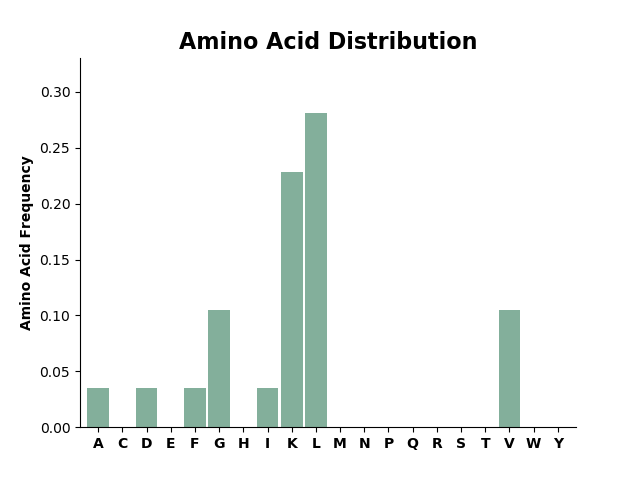 Amino Acid Distribution
Amino Acid Frequency
0.30
0.25
0.20
0.15
0.10
0.05
0.00
A C D E F G H I K L M N P Q R S T V W Y